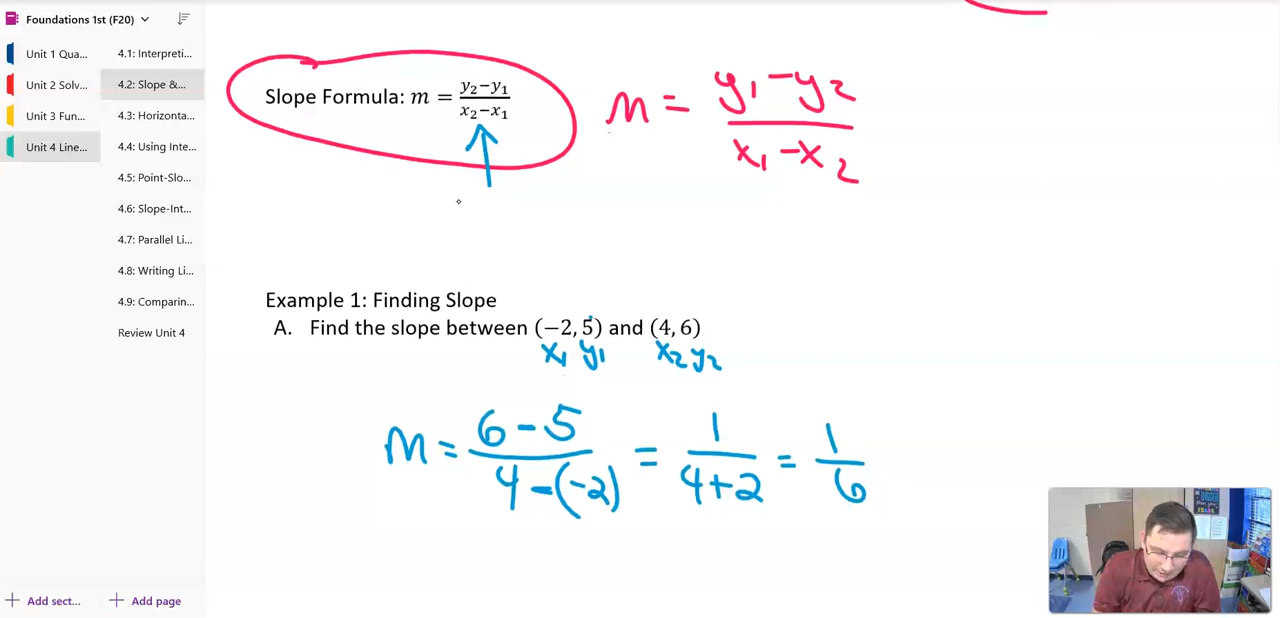 Foundations 1st (F20)
Unit 1 Qua...
Unit 2 Solv...
Unit 3 Fun...
Unit 4 Line...
4.1: Interpreti...
4.2: Slope &...
4.3: Horizonta...
4.4: Using Inte...
4.5: Point-Slo...
4.6: Slope-Int...
4.7: Parallel Li...
4.8: Writing Li...
4.9: Comparin...
Review Unit 4
+ Add sect...
+ Add page
Slope Formula: m = (y₂−y₁)/(x₂−x₁)
m = (y₁−y₂)/(x₁−x₂)
Example 1: Finding Slope
A. Find the slope between (−2, 5) and (4, 6)
x₁ y₁ x₂ y₂
m = (6−5)/(4−(−2)) = 1/(4+2) = 1/6